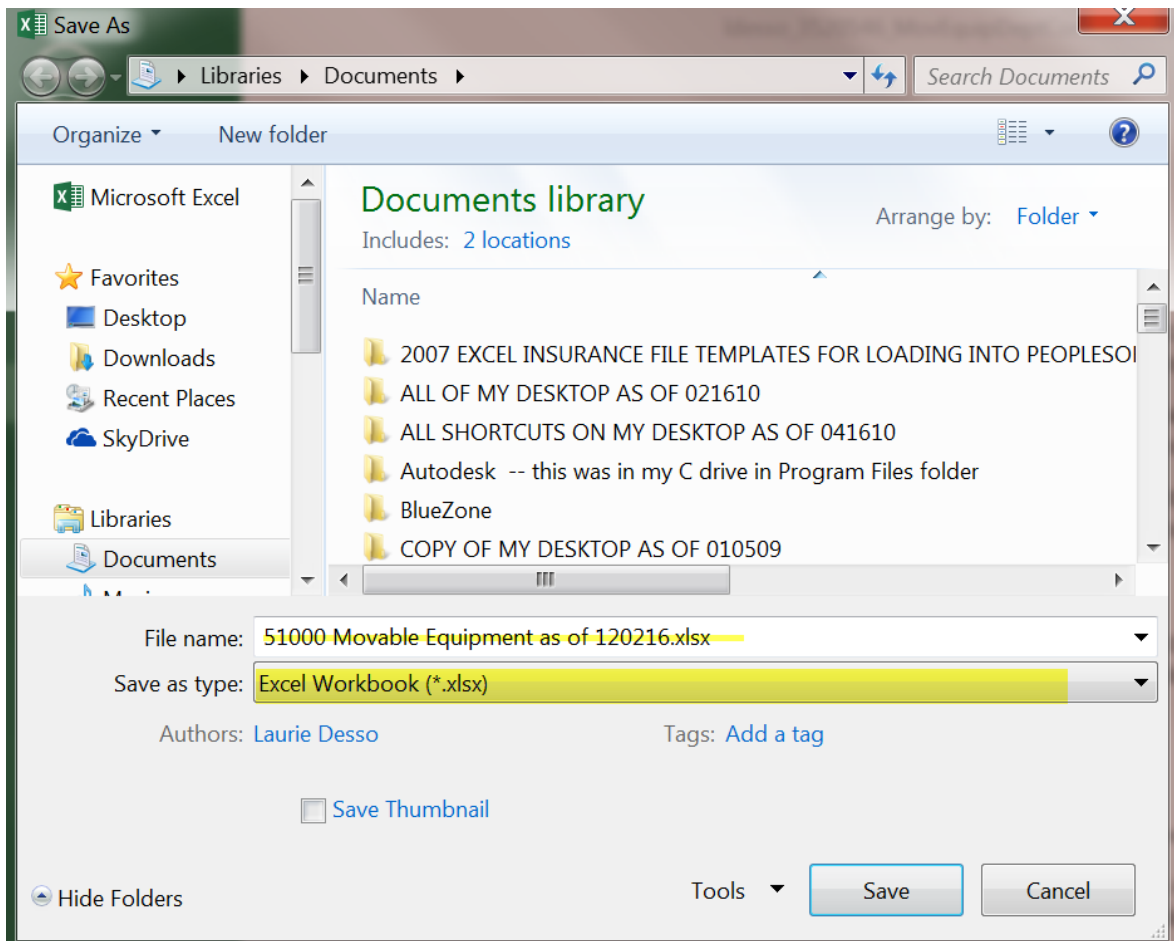 Save As
Libraries Documents
Search Documents
Organize New folder
Microsoft Excel
Favorites
Desktop
Downloads
Recent Places
SkyDrive
Libraries
Documents
Documents library
Includes: 2 locations
Arrange by: Folder
Name
2007 EXCEL INSURANCE FILE TEMPLATES FOR LOADING INTO
ALL OF MY DESKTOP AS OF 021610
ALL SHORTCUTS ON MY DESKTOP AS OF 041610
Autodesk -- this was in my C drive in Program Files folder
BlueZone
COPY OF MY DESKTOP AS OF 010509
File name: 51000 Movable Equipment as of 120216.xlsx
Save as type: Excel Workbook (*.xlsx)
Authors: Laurie Desso Tags: Add a tag
Save Thumbnail
Hide Folders
Tools Save Cancel